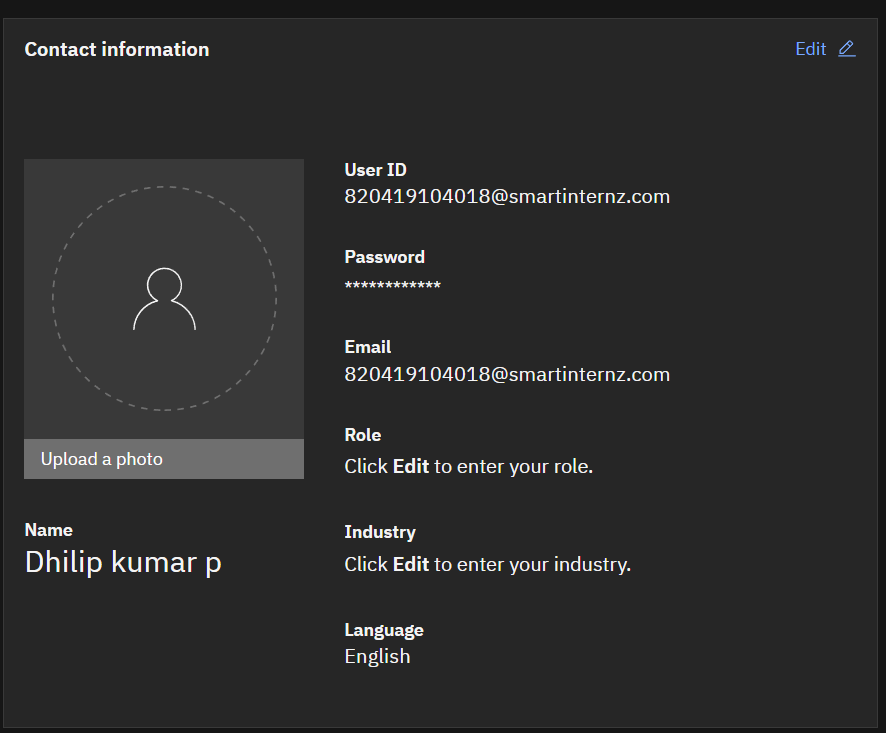 Contact information
Edit
User ID
820419104018@smartinternz.com
Password
************
Email
820419104018@smartinternz.com
Role
Click Edit to enter your role.
Upload a photo
Name
Dhilip kumar p
Industry
Click Edit to enter your industry.
Language
English